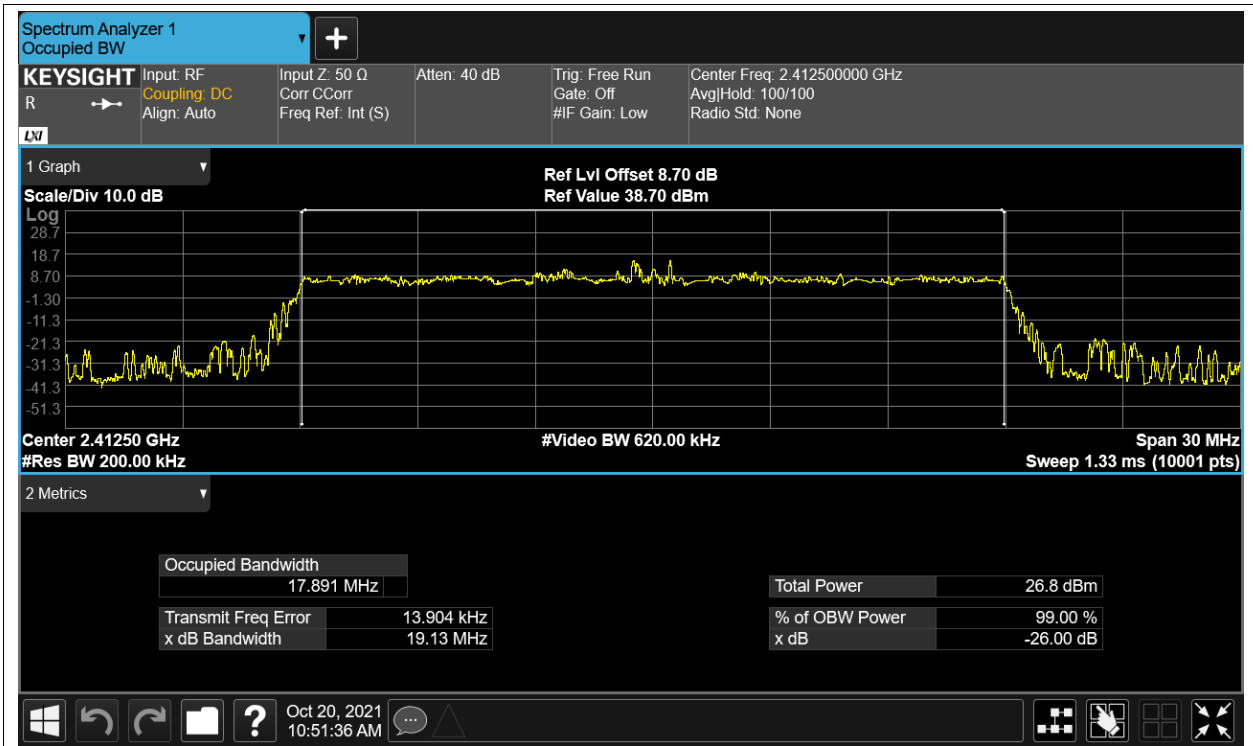 Spectrum Analyzer 1
Occupied BW
KEYSIGHT
R
LXI
Input: RF
Coupling: DC
Align: Auto
Input Z: 50 Ω
Corr CCorr
Freq Ref: Int (S)
Atten: 40 dB
Trig: Free Run
Gate: Off
#IF Gain: Low
Center Freq: 2.412500000 GHz
Avg|Hold: 100/100
Radio Std: None
1 Graph
Scale/Div 10.0 dB
Ref Lvl Offset 8.70 dB
Ref Value 38.70 dBm
Log
28.7
18.7
8.70
-1.30
-11.3
-21.3
-31.3
-41.3
-51.3
Center 2.41250 GHz
#Video BW 620.00 kHz
Span 30 MHz
#Res BW 200.00 kHz
Sweep 1.33 ms (10001 pts)
2 Metrics
Occupied Bandwidth
17.891 MHz
Total Power 26.8 dBm
Transmit Freq Error 13.904 kHz
% of OBW Power 99.00 %
x dB Bandwidth 19.13 MHz
x dB -26.00 dB
?
Oct 20, 2021
10:51:36 AM